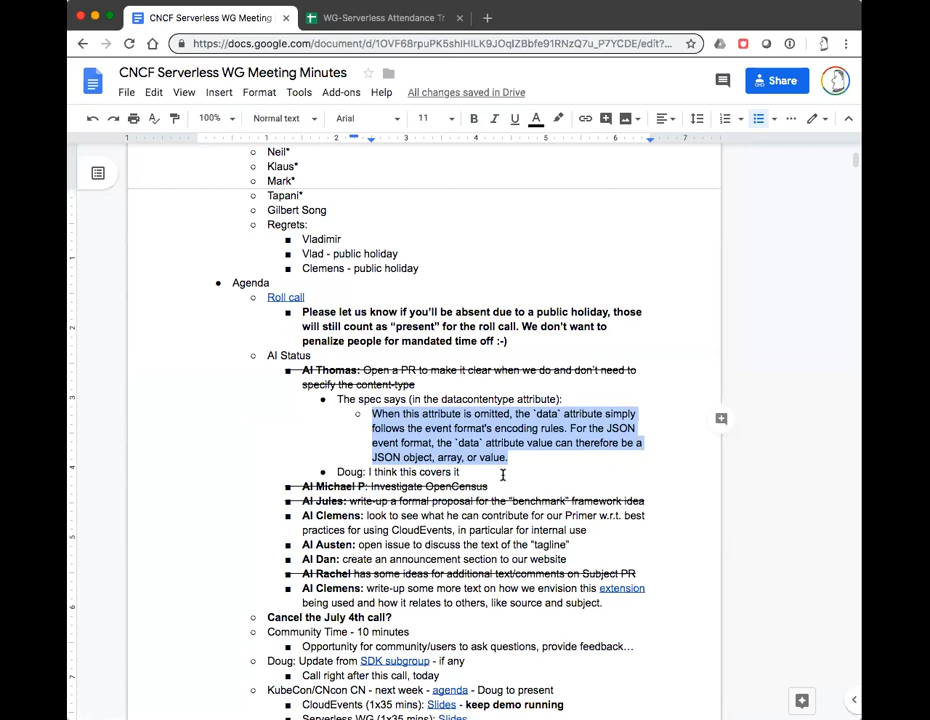 CNCF Serverless WG Meeting
WG-Serverless Attendance Tr
https://docs.google.com/document/d/1OVF68rpuPK5shIHILK9JOqIZBbfe91RNzQ7u_P7YCDE/edit?...
CNCF Serverless WG Meeting Minutes
Share
File Edit View Insert Format Tools Add-ons Help All changes saved in Drive
100% Normal text Arial 11 B I U A
1 1 2 3 4 5 6 7
Neil*
Klaus*
Mark*
Tapani*
Gilbert Song
Regrets:
Vladimir
Vlad - public holiday
Clemens - public holiday
Agenda
Roll call
Please let us know if you'll be absent due to a public holiday, those
will still count as "present" for the roll call. We don't want to
penalize people for mandated time off :-)
AI Status
AI Thomas: Open a PR to make it clear when we do and don't need to
specify the content-type
The spec says (in the datacontenttype attribute):
When this attribute is omitted, the `data` attribute simply
follows the event format's encoding rules. For the JSON
event format, the `data` attribute value can therefore be a
JSON object, array, or value.
Doug: I think this covers it
AI Michael P: Investigate OpenCensus
AI Jules: write-up a formal proposal for the "benchmark" framework idea
AI Clemens: look to see what he can contribute for our Primer w.r.t. best
practices for using CloudEvents, in particular for internal use
AI Austen: open issue to discuss the text of the "tagline"
AI Dan: create an announcement section to our website
AI Rachel has some ideas for additional text/comments on Subject PR
AI Clemens: write-up some more text on how we envision this extension
being used and how it relates to others, like source and subject.
Cancel the July 4th call?
Community Time - 10 minutes
Opportunity for community/users to ask questions, provide feedback…
Doug: Update from SDK subgroup - if any
Call right after this call, today
KubeCon/CNcon CN - next week - agenda - Doug to present
CloudEvents (1x35 mins): Slides - keep demo running
Serverless WG (1x35 mins): Slides